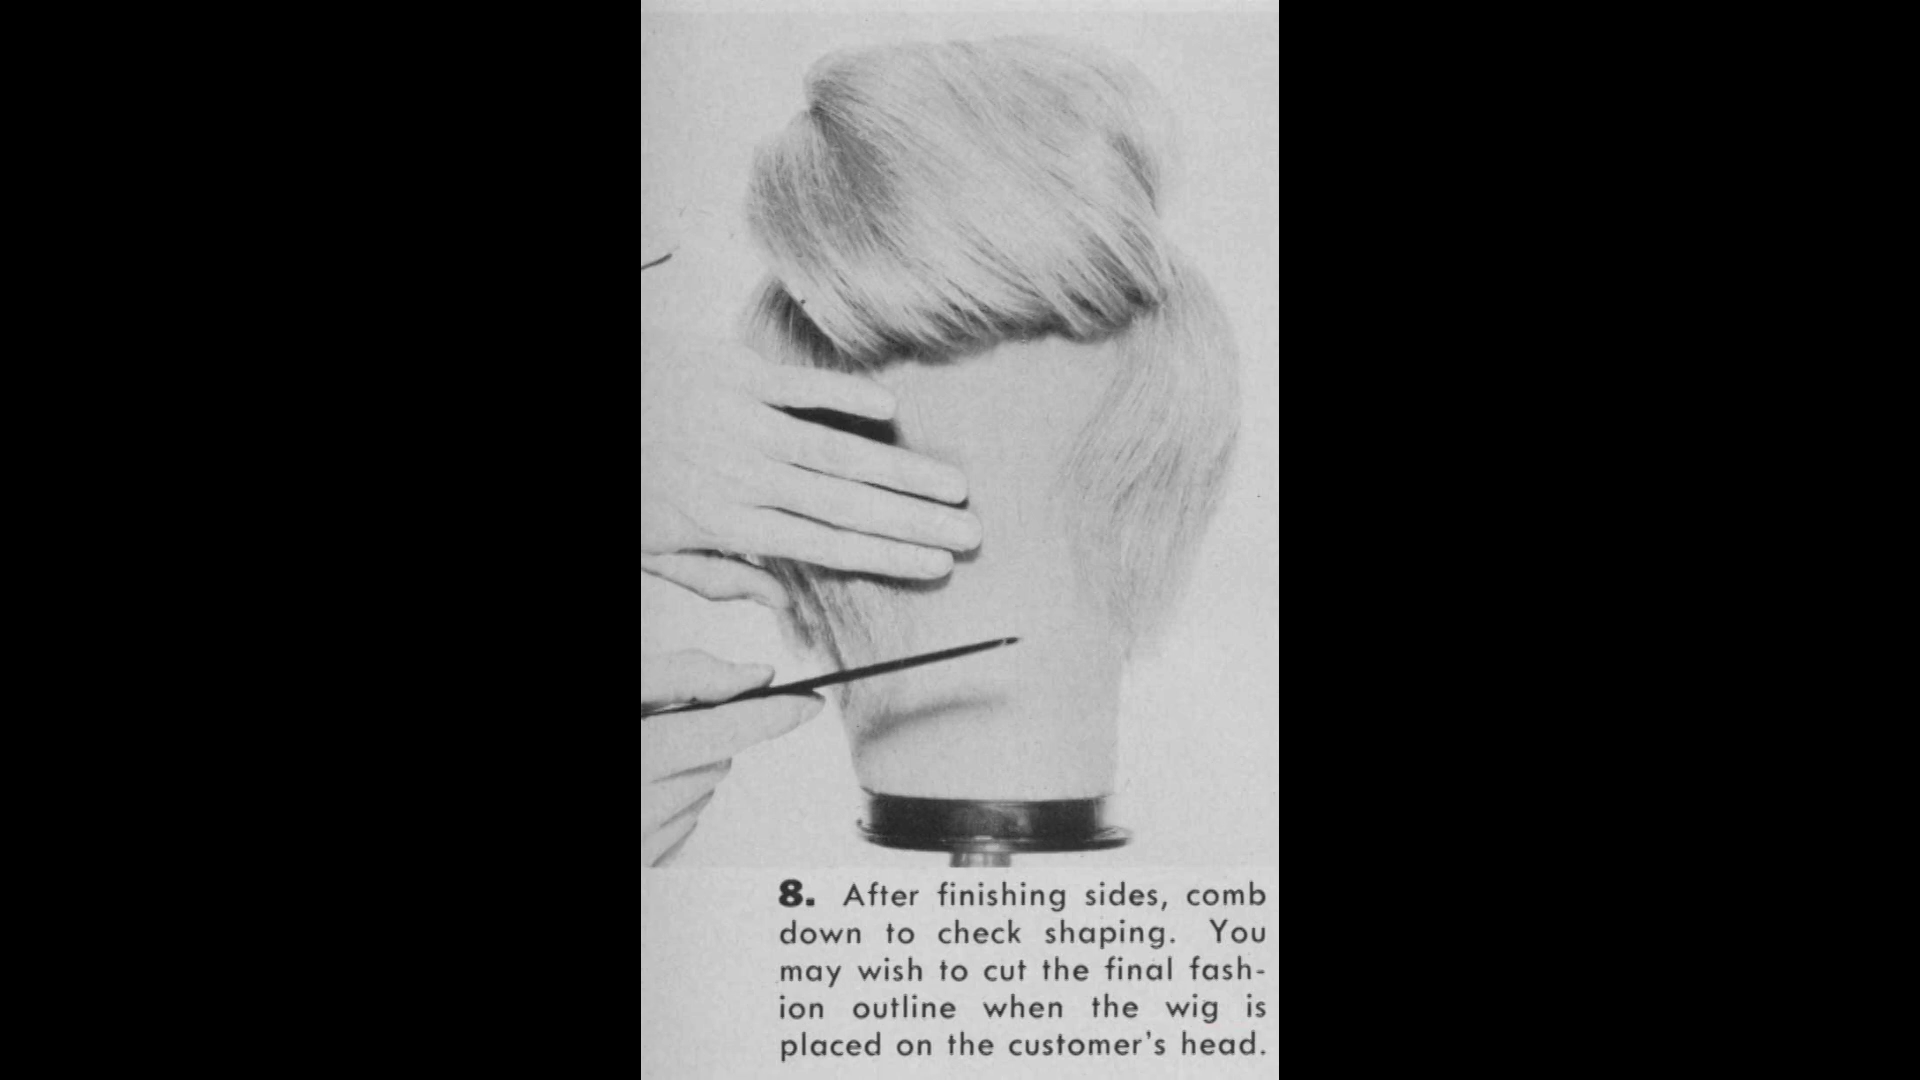 8. After finishing sides, comb
down to check shaping. You
may wish to cut the final fash-
ion outline when the wig is
placed on the customer's head.